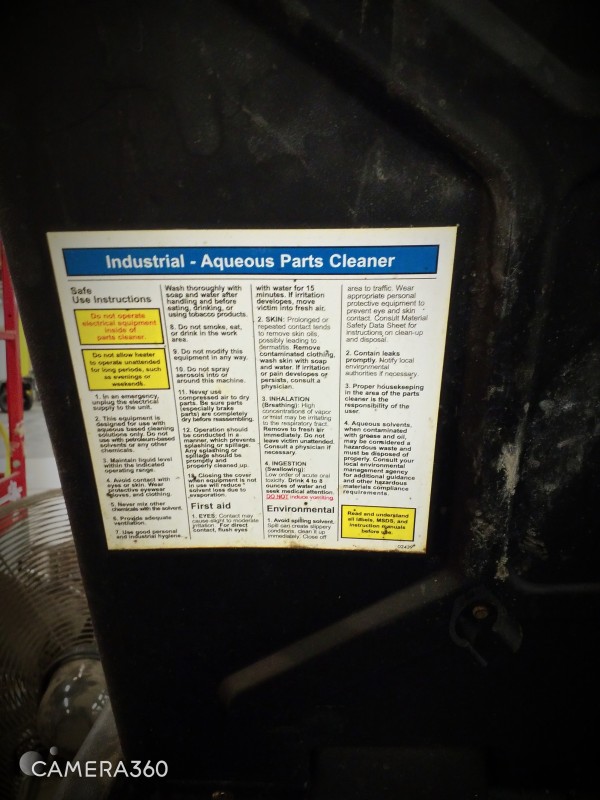 Industrial - Aqueous Parts Cleaner
Safe
Use Instructions
Do not operate
electrical equipment
inside of
parts cleaner.
Do not allow heater
to operate unattended
for long periods, such
as evenings or
weekends.
1. In an emergency,
unplug the electrical
supply to the unit.
2. This equipment is
designed for use with
aqueous based cleaning
solutions only. Do not
use with petroleum-based
solvents or any other
chemicals.
3. Maintain liquid level
within the indicated
operating range.
4. Avoid contact with
eyes or skin. Wear
protective eyewear
gloves, and clothing.
5. Never mix other
chemicals with the solvent.
6. Provide adequate
ventilation.
7. Use good personal
and industrial hygiene.
Wash thoroughly with
soap and water after
handling and before
eating, drinking, or
using tobacco products.
8. Do not smoke, eat,
or drink in the work
area.
9. Do not modify this
equipment in any way.
10. Do not spray
aerosols into or
around this machine.
11. Never use
compressed air to dry
parts. Be sure parts
(especially brake
parts) are completely
dry before reassembling.
12. Operation should
be conducted in a
manner, which prevents
splashing or spillage.
Any splashing or
spillage should be
promptly and
properly cleaned up.
13. Closing the cover
when equipment is not
in use will reduce
solvent loss due to
evaporation.
First aid
1. EYES: Contact may
cause slight to moderate
irritation. For direct
contact, flush eyes
with water for 15
minutes. If irritation
developes, move
victim into fresh air.
2. SKIN: Prolonged or
repeated contact tends
to remove skin oils,
possibly leading to
dermatitis. Remove
contaminated clothing,
wash skin with soap
and water. If irritation
or pain developes or
persists, consult a
physician.
3. INHALATION
(Breathing): High
concentrations of vapor
or mist may be irritating
to the respiratory tract.
Remove to fresh air
immediately. Do not
leave victim unattended.
Consult a physician if
necessary.
4. INGESTION
(Swallowing):
Low order of acute oral
toxicity. Drink 4 to 8
ounces of water and
seek medical attention.
DO NOT induce vomiting.
Environmental
1. Avoid spilling solvent.
Spill can create slippery
conditions, clean it up
immediately. Close off
area to traffic. Wear
appropriate personal
protective equipment to
prevent eye and skin
contact. Consult Material
Safety Data Sheet for
instructions on clean-up
and disposal.
2. Contain leaks
promptly. Notify local
environmental
authorities if necessary.
3. Proper housekeeping
in the area of the parts
cleaner is the
responsibility of the
user.
4. Aqueous solvents,
when contaminated
with grease and oil,
may be considered a
hazardous waste and
must be disposed of
properly. Consult your
local environmental
management agency
for additional guidance
and other hazardous
materials compliance
requirements.
Read and understand
all labels, MSDS, and
instruction manuals
before use.
CAMERA360